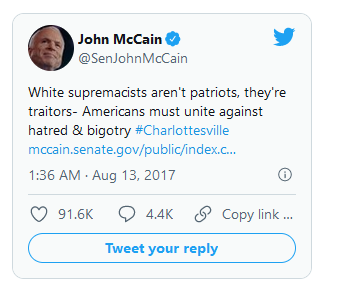 John McCain
@SenJohnMcCain
White supremacists aren't patriots, they're
traitors- Americans must unite against
hatred & bigotry #Charlottesville
mccain.senate.gov/public/index.c...
1:36 AM · Aug 13, 2017
91.6K 4.4K Copy link ...
Tweet your reply